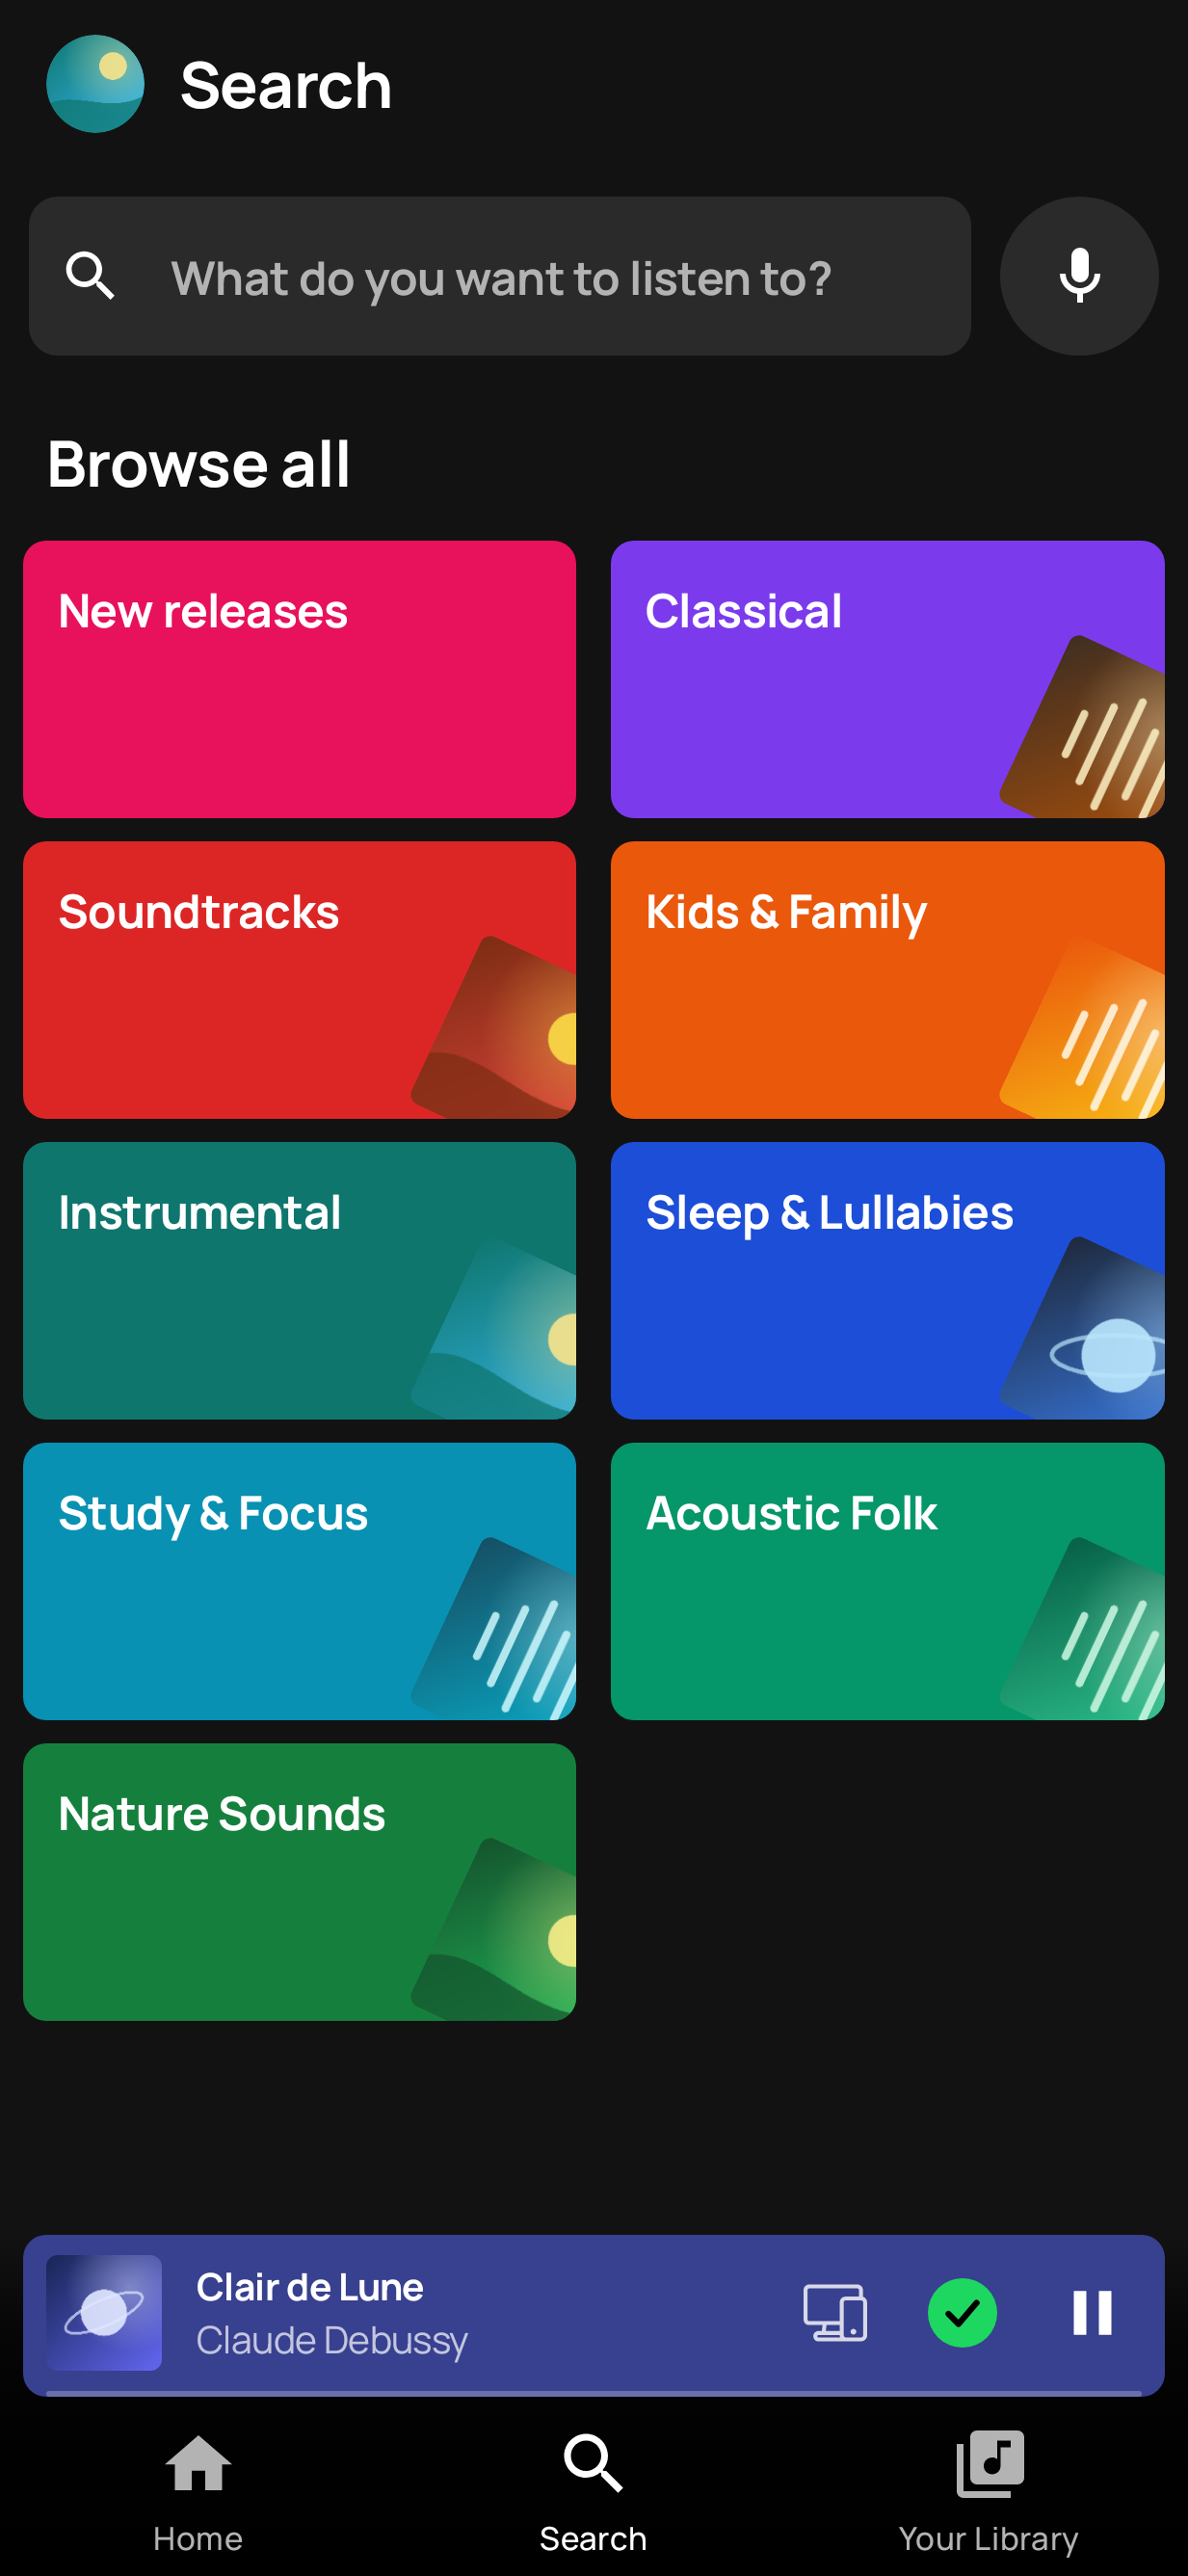 Search
What do you want to listen to?
Browse all
New releases
Classical
Soundtracks
Kids & Family
Instrumental
Sleep & Lullabies
Study & Focus
Acoustic Folk
Nature Sounds
Clair de Lune
Claude Debussy
Home
Search
Your Library